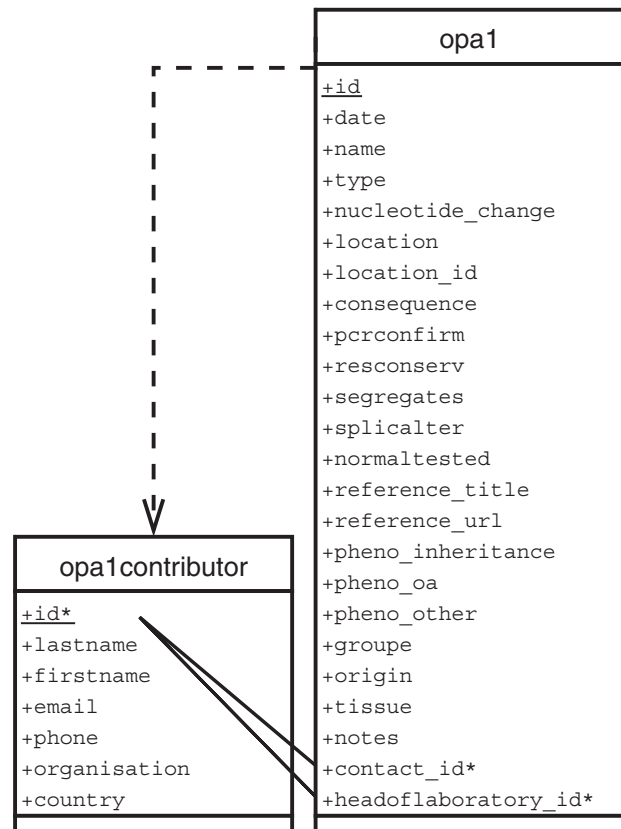 opa1
+id
+date
+name
+type
+nucleotide_change
+location
+location_id
+consequence
+pcrconfirm
+resconserv
+segregates
+splicalter
+normaltested
+reference_title
+reference_url
+pheno_inheritance
+pheno_oa
+pheno_other
+groupe
+origin
+tissue
+notes
+contact_id*
+headoflaboratory_id*
opa1contributor
+id*
+lastname
+firstname
+email
+phone
+organisation
+country